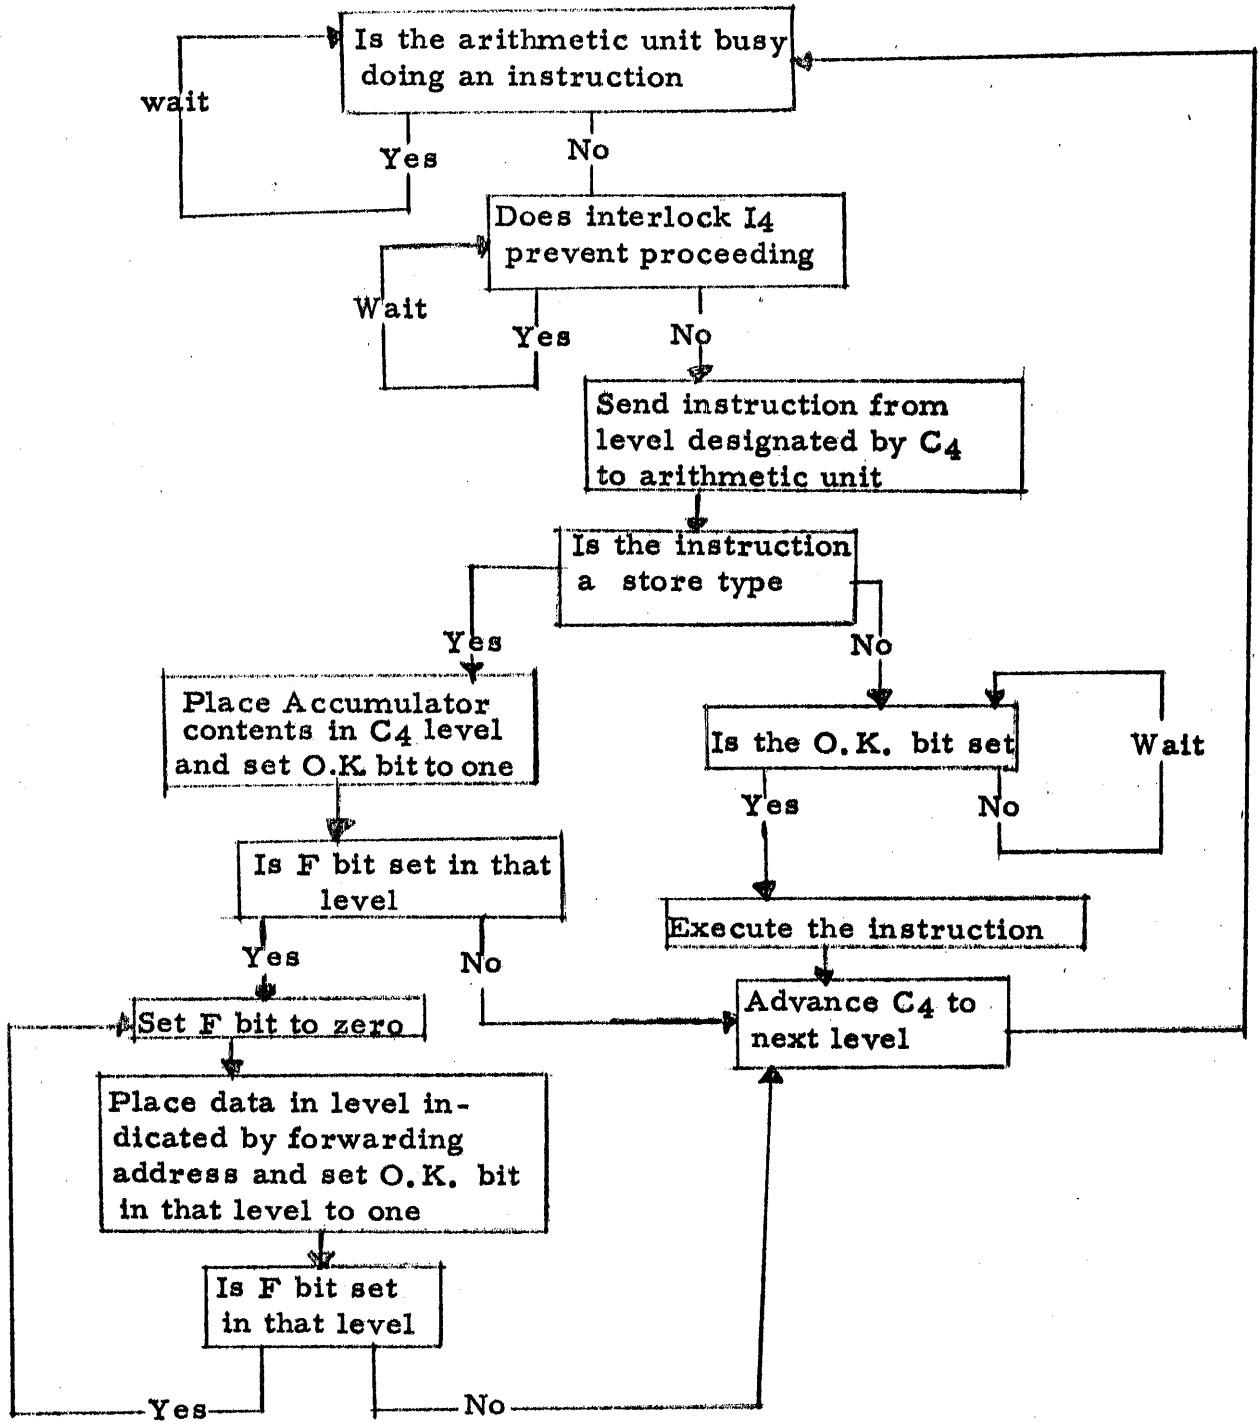 Is the arithmetic unit busy
doing an instruction
wait
Yes
No
Does interlock I4
prevent proceeding
Wait
Yes
No
Send instruction from
level designated by C4
to arithmetic unit
Is the instruction
a store type
Yes
No
Place Accumulator
contents in C4 level
and set O.K. bit to one
Is the O.K. bit set
Wait
Yes
No
Is F bit set in that
level
Execute the instruction
Yes
No
Advance C4 to
next level
Set F bit to zero
Place data in level in-
dicated by forwarding
address and set O.K. bit
in that level to one
Is F bit set
in that level
Yes
No